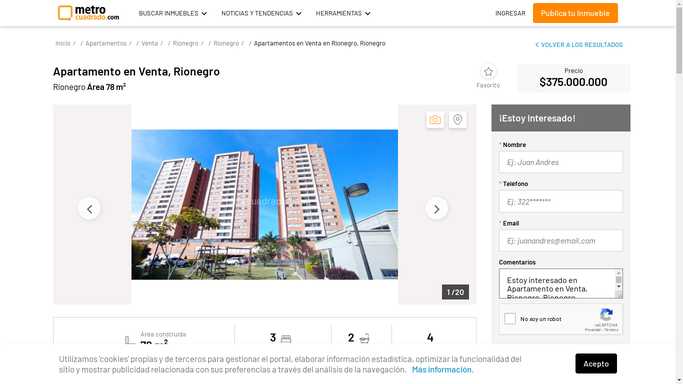 metro
cuadrado.com
BUSCAR INMUEBLES
NOTICIAS Y TENDENCIAS
HERRAMIENTAS
INGRESAR
Publica tu Inmueble
Inicio / / Apartamentos / / Venta / / Rionegro / / Rionegro / / Apartamentos en Venta en Rionegro, Rionegro
VOLVER A LOS RESULTADOS
Apartamento en Venta, Rionegro
Rionegro Area 78 m²
Favorito
Precio
$375.000.000
1 / 20
¡Estoy Interesado!
* Nombre
Ej: Juan Andres
* Telefono
Ej: 322*******
* Email
Ej: juanandres@email.com
Comentarios
Estoy interesado en
Apartamento en Venta,
Rionegro, Rionegro
No soy un robot
reCAPTCHA
Privacidad - Términos
Área construida
78 m²
3
2
4
Utilizamos 'cookies' propias y de terceros para gestionar el portal, elaborar información estadística, optimizar la funcionalidad del
sitio y mostrar publicidad relacionada con sus preferencias a través del análisis de la navegación. Más información.
Acepto